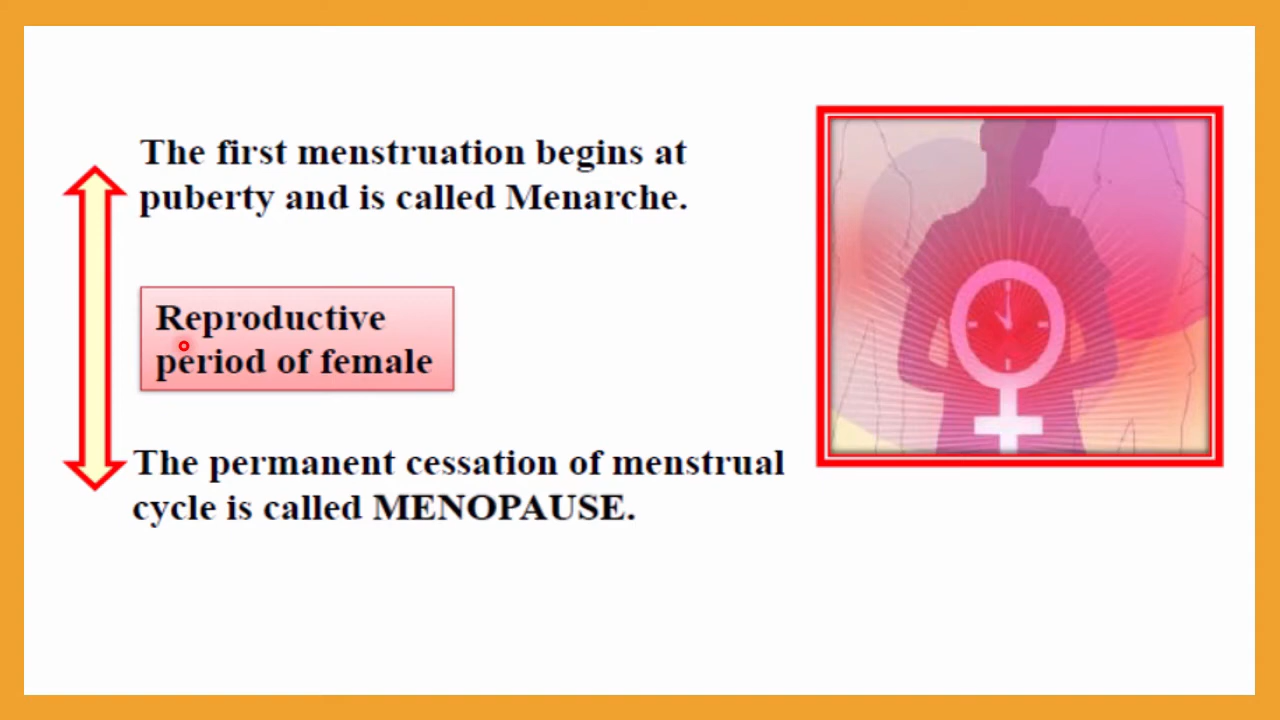 The first menstruation begins at
puberty and is called Menarche.
Reproductive
period of female
The permanent cessation of menstrual
cycle is called MENOPAUSE.